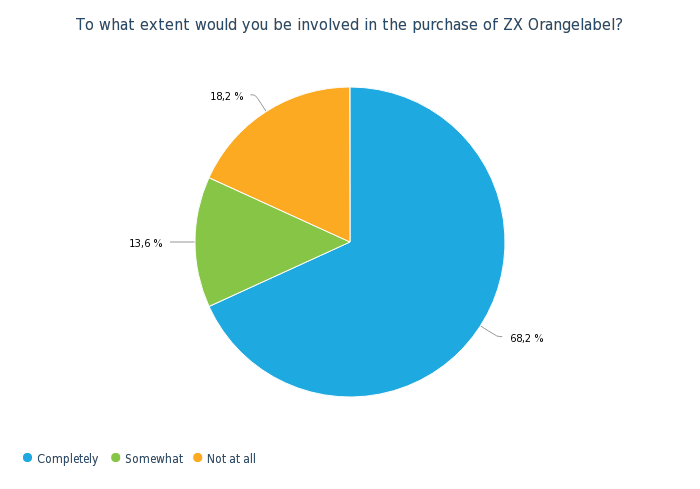 To what extent would you be involved in the purchase of ZX Orangelabel?
18,2 %
13,6 %
68,2 %
Completely
Somewhat
Not at all